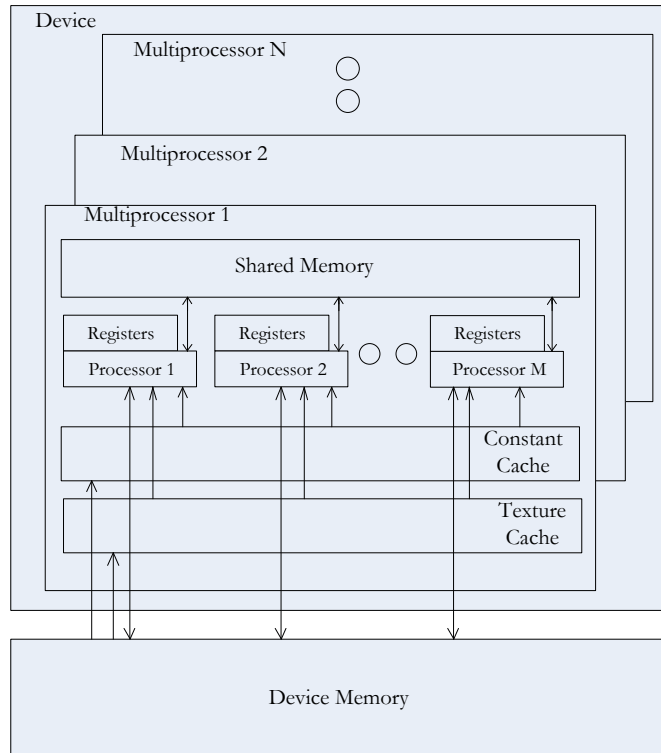 Device
Multiprocessor N
Multiprocessor 2
Multiprocessor 1
Shared Memory
Registers
Registers
Registers
Processor 1
Processor 2
Processor M
Constant
Cache
Texture
Cache
Device Memory